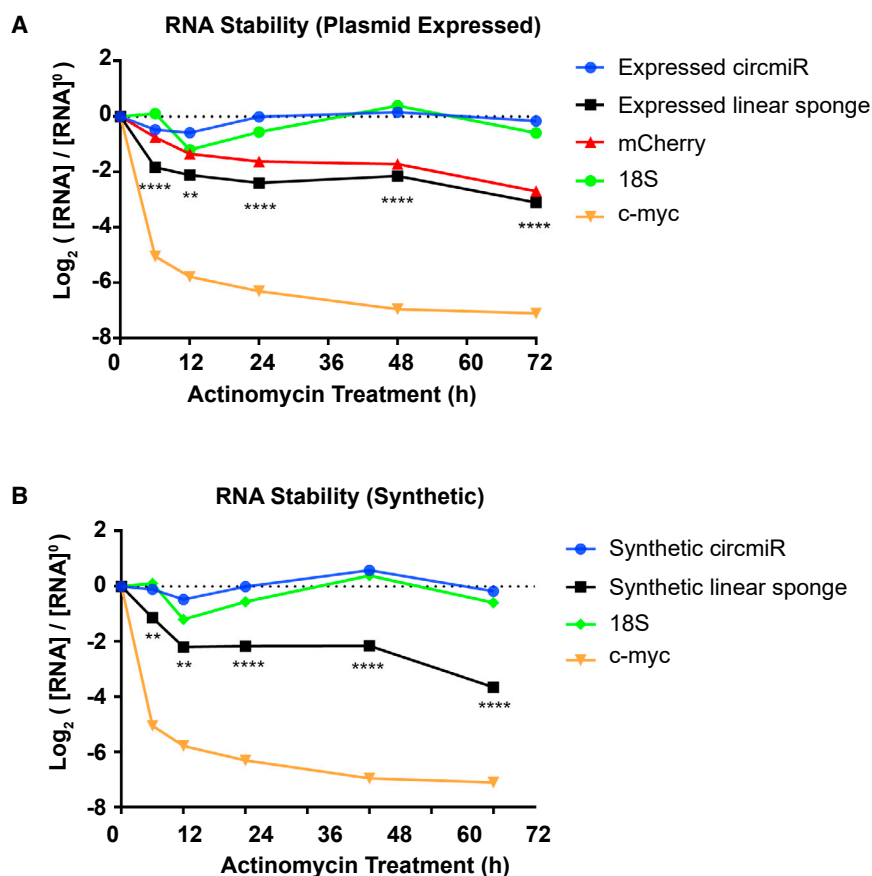 A
RNA Stability (Plasmid Expressed)
Log2 ( [RNA] / [RNA]⁰ )
2
0
-2
-4
-6
-8
**** ** **** **** ****
0 12 24 36 48 60 72
Actinomycin Treatment (h)
Expressed circmiR
Expressed linear sponge
mCherry
18S
c-myc
B
RNA Stability (Synthetic)
Log2 ( [RNA] / [RNA]⁰ )
2
0
-2
-4
-6
-8
** ** **** **** ****
0 12 24 36 48 60 72
Actinomycin Treatment (h)
Synthetic circmiR
Synthetic linear sponge
18S
c-myc